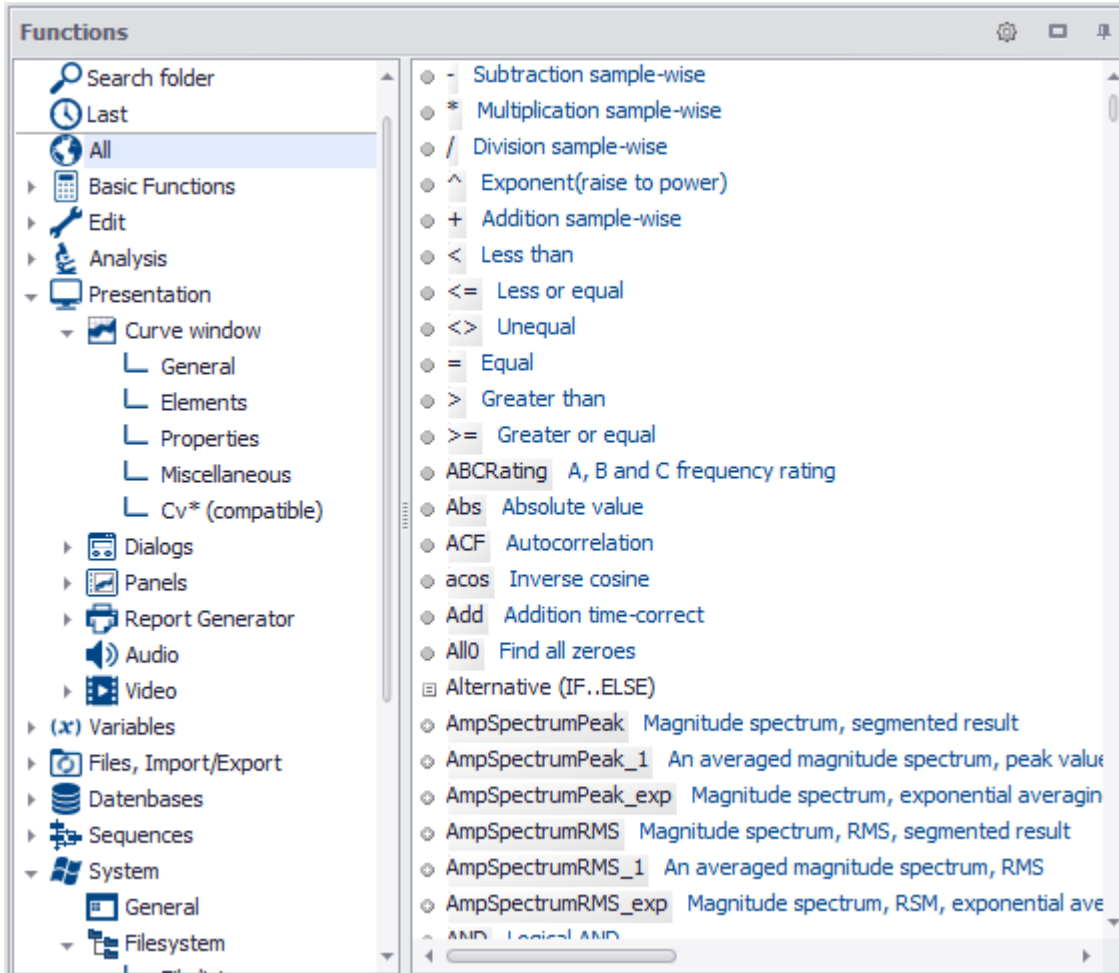 Functions
Search folder
Last
All
Basic Functions
Edit
Analysis
Presentation
Curve window
General
Elements
Properties
Miscellaneous
Cv* (compatible)
Dialogs
Panels
Report Generator
Audio
Video
(x) Variables
Files, Import/Export
Datenbases
Sequences
System
General
Filesystem
- Subtraction sample-wise
* Multiplication sample-wise
/ Division sample-wise
^ Exponent(raise to power)
+ Addition sample-wise
< Less than
<= Less or equal
<> Unequal
= Equal
> Greater than
>= Greater or equal
ABCRating A, B and C frequency rating
Abs Absolute value
ACF Autocorrelation
acos Inverse cosine
Add Addition time-correct
All0 Find all zeroes
Alternative (IF..ELSE)
AmpSpectrumPeak Magnitude spectrum, segmented result
AmpSpectrumPeak_1 An averaged magnitude spectrum, peak value
AmpSpectrumPeak_exp Magnitude spectrum, exponential averagin
AmpSpectrumRMS Magnitude spectrum, RMS, segmented result
AmpSpectrumRMS_1 An averaged magnitude spectrum, RMS
AmpSpectrumRMS_exp Magnitude spectrum, RSM, exponential ave
AND Logical AND